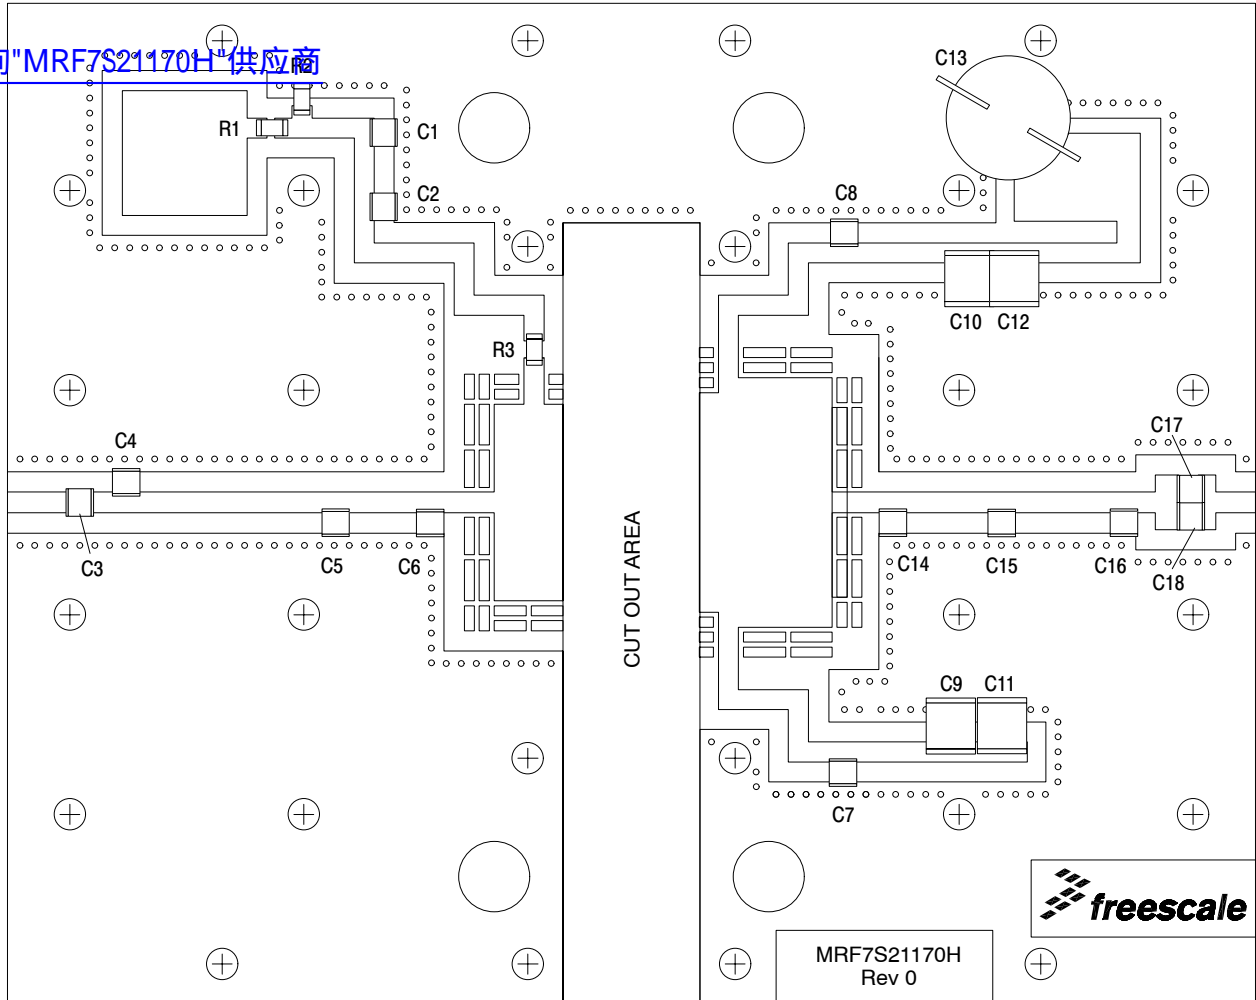 询"MRF7S21170H"供应商
C13
R2
R1
C1
C2
C8
C10 C12
R3
C4
C17
C3
C5
C6
C14
C15
C16
C18
CUT OUT AREA
C9 C11
C7
freescale
MRF7S21170H
Rev 0